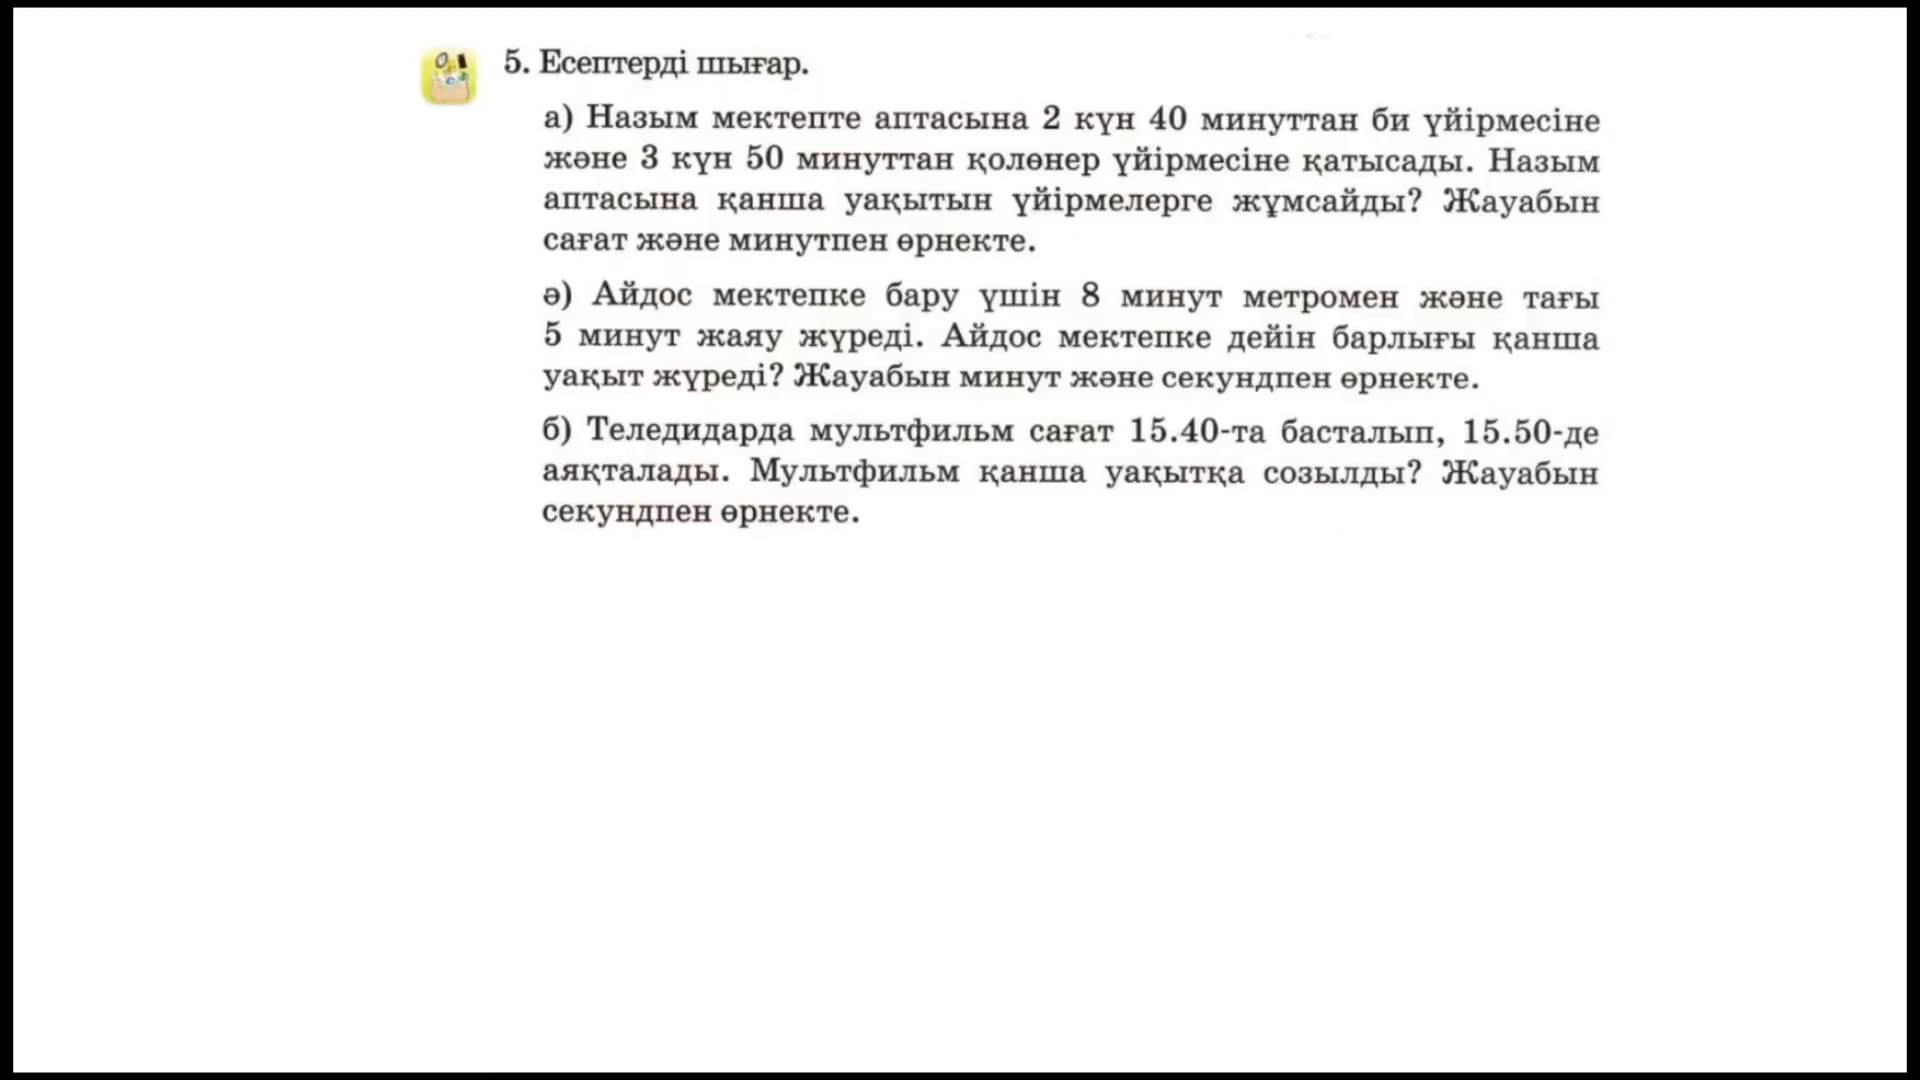 5. Есептерді шығар.
а) Назым мектепте аптасына 2 күн 40 минуттан би үйірмесіне
және 3 күн 50 минуттан қолөнер үйірмесіне қатысады. Назым
аптасына қанша уақытын үйірмелерге жұмсайды? Жауабын
сағат және минутпен өрнекте.
ә) Айдос мектепке бару үшін 8 минут метромен және тағы
5 минут жаяу жүреді. Айдос мектепке дейін барлығы қанша
уақыт жүреді? Жауабын минут және секундпен өрнекте.
б) Теледидарда мультфильм сағат 15.40-та басталып, 15.50-де
аяқталады. Мультфильм қанша уақытқа созылды? Жауабын
секундпен өрнекте.